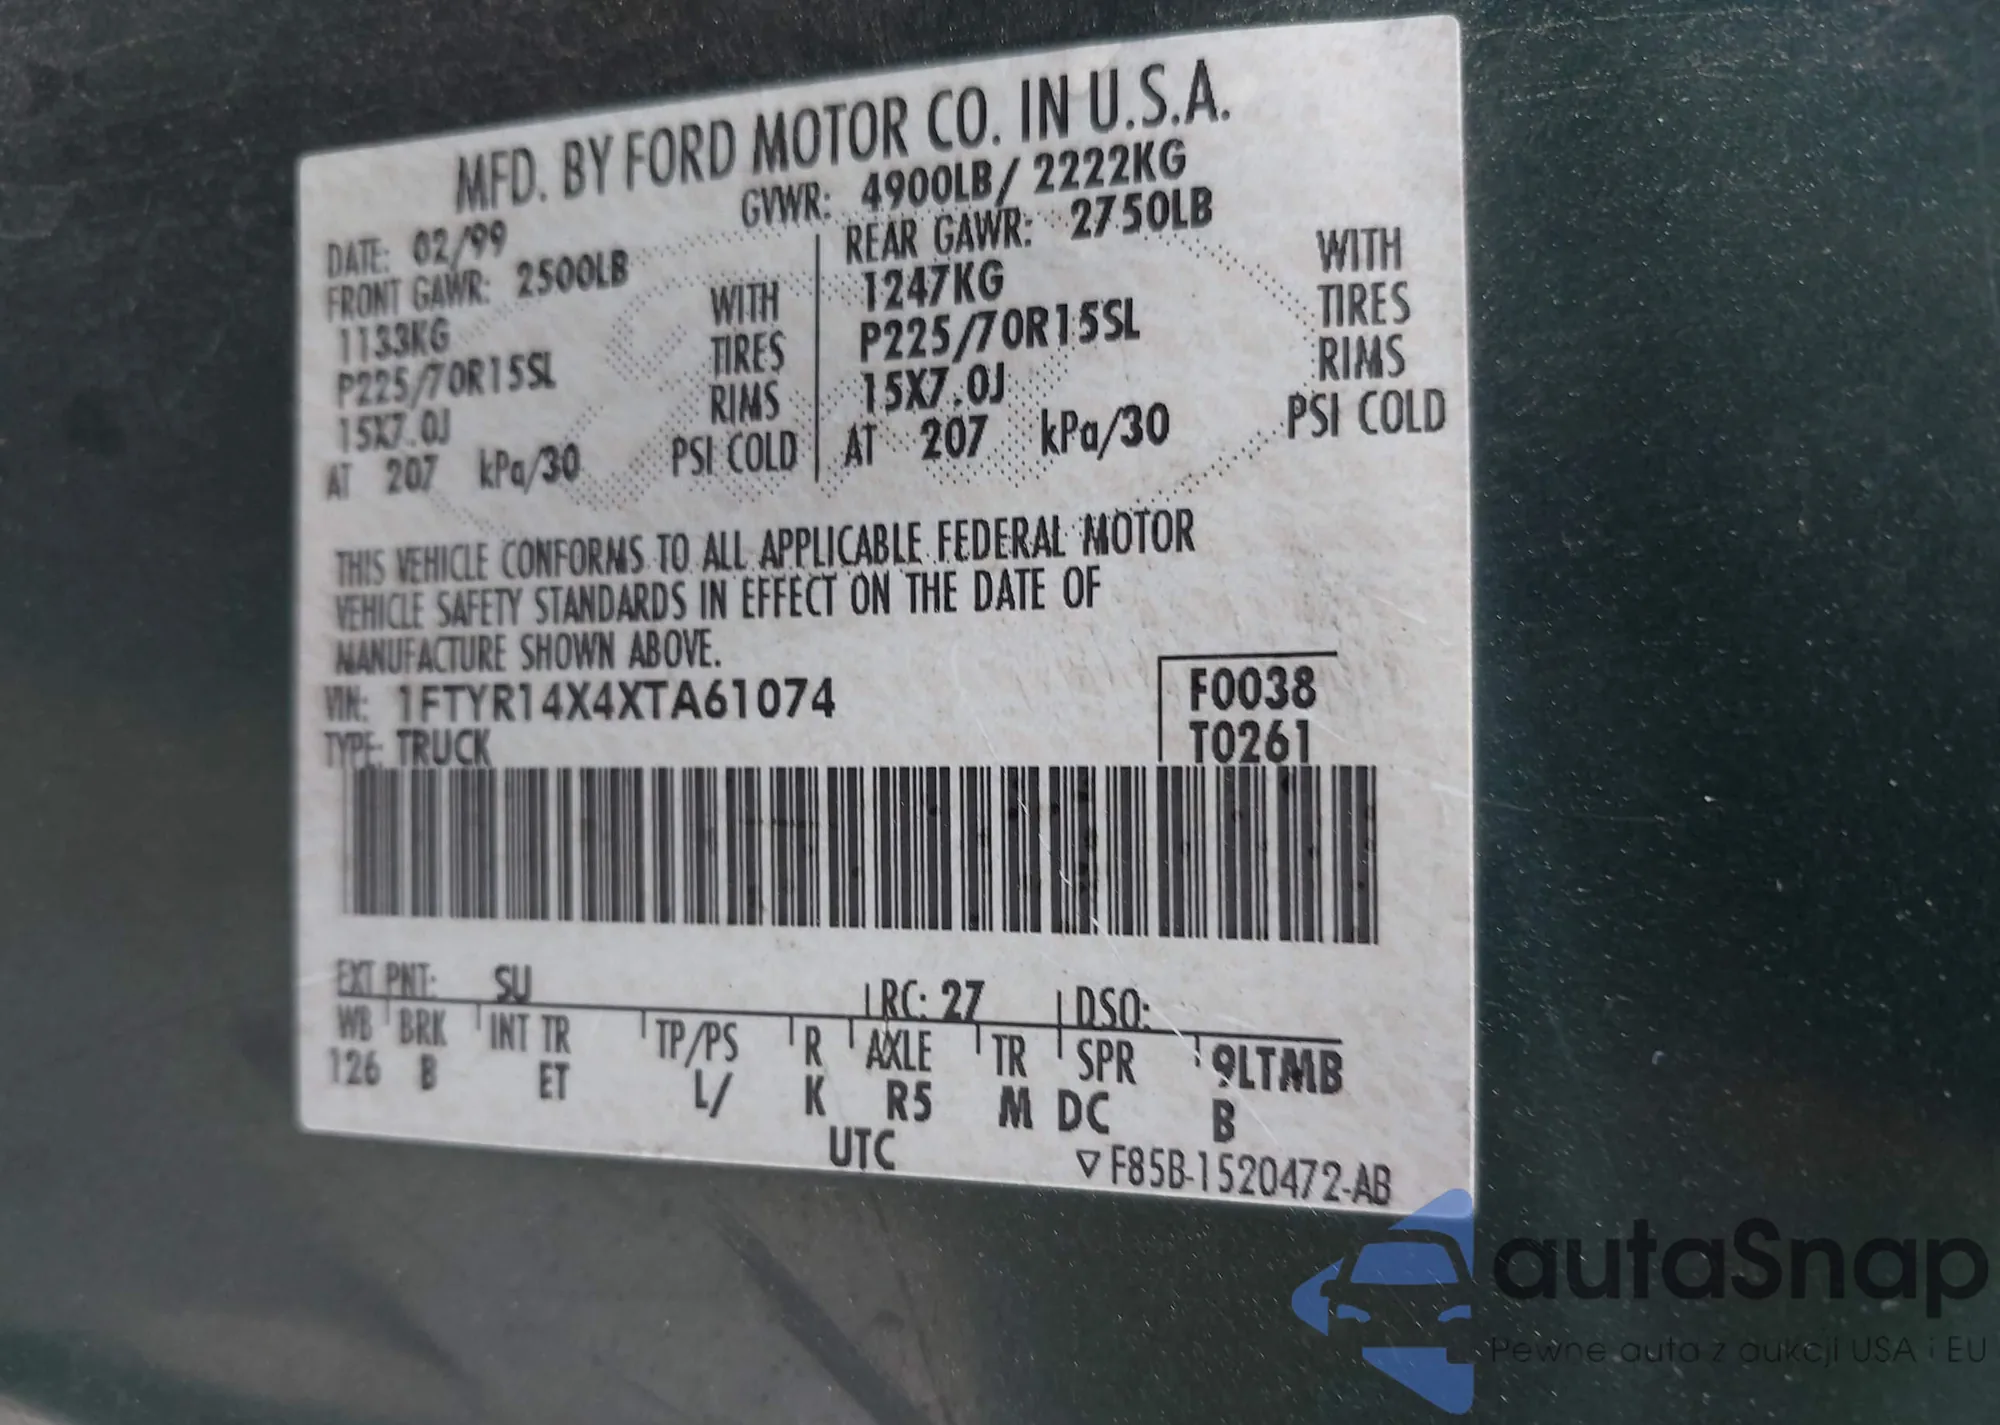 MFD. BY FORD MOTOR CO. IN U.S.A.
DATE: 02/99 GVWR: 4900LB/ 2222KG
FRONT GAWR: 2500LB REAR GAWR: 2750LB
1133KG WITH 1247KG WITH
P225/70R15SL TIRES P225/70R15SL TIRES
15X7.0J RIMS 15X7.0J RIMS
AT 207 kPa/30 PSI COLD AT 207 kPa/30 PSI COLD
THIS VEHICLE CONFORMS TO ALL APPLICABLE FEDERAL MOTOR
VEHICLE SAFETY STANDARDS IN EFFECT ON THE DATE OF
MANUFACTURE SHOWN ABOVE.
VIN: 1FTYR14X4XTA61074 F0038
TYPE: TRUCK T0261
EXT PNT: SU RC: 27 DSO:
WB BRK INT TR TP/PS R AXLE TR SPR 9LTMB
126 B ET L/ K R5 M DC B
UTC ▽ F85B-1520472-AB
autaSnap
Pewne auta z aukcji USA i EU